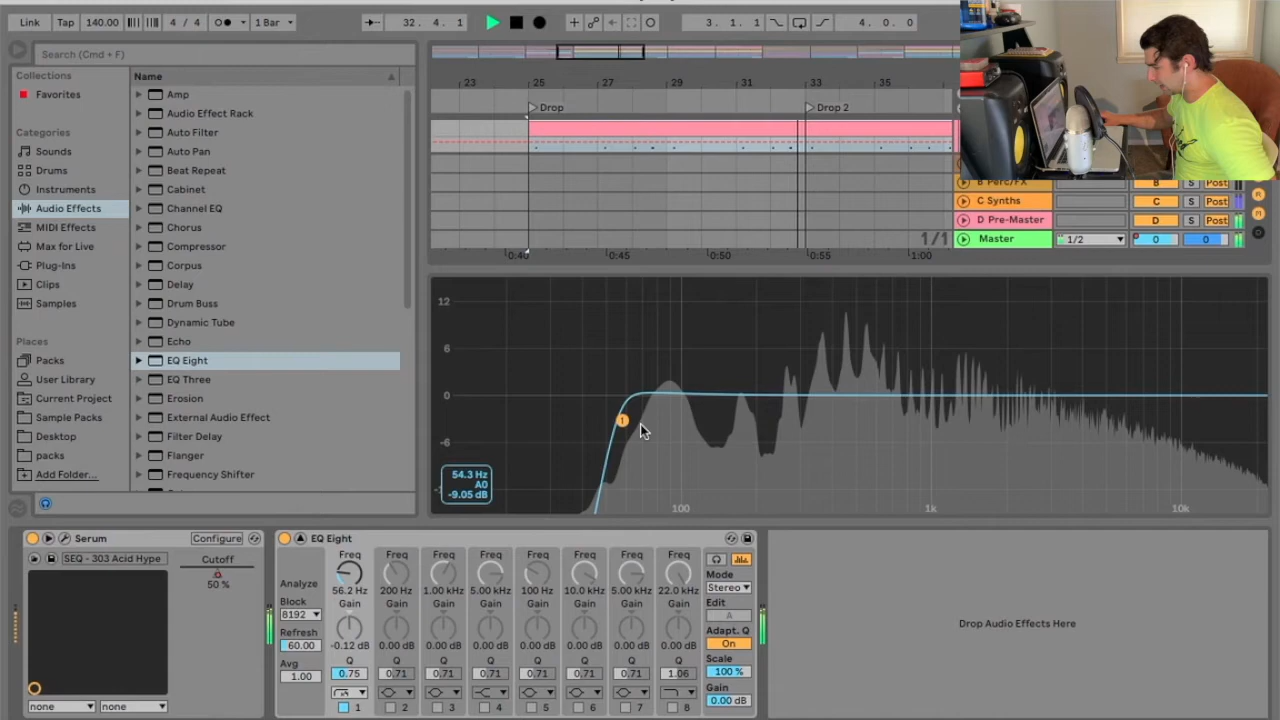 Link Tap 140.00 4 / 4 1 Bar 32. 4. 1 3. 1. 1 4. 0. 0
Search (Cmd + F)
Collections
Favorites
Categories
Sounds
Drums
Instruments
Audio Effects
MIDI Effects
Max for Live
Plug-Ins
Clips
Samples
Places
Packs
User Library
Current Project
Sample Packs
Desktop
packs
Add Folder...
Name
Amp
Audio Effect Rack
Auto Filter
Auto Pan
Beat Repeat
Cabinet
Channel EQ
Chorus
Compressor
Corpus
Delay
Drum Buss
Dynamic Tube
Echo
EQ Eight
EQ Three
Erosion
External Audio Effect
Filter Delay
Flanger
Frequency Shifter
23 25 27 29 31 33 35
Drop Drop 2
B Perc/FX B S Post
C Synths C S Post
D Pre-Master D S Post
1/1 Master 1/2 0 0
0:40 0:45 0:50 0:55 1:00
12
6
0
-6
1
54.3 Hz
A0
-9.05 dB
100 1k 10k
Serum Configure
SEQ - 303 Acid Hype
Cutoff
50 %
none none
EQ Eight
Analyze
Block
8192
Refresh
60.00
Avg
1.00
Freq Freq Freq Freq Freq Freq Freq Freq
56.2 Hz 200 Hz 1.00 kHz 5.00 kHz 100 Hz 10.0 kHz 5.00 kHz 22.0 kHz
Gain Gain Gain Gain Gain Gain Gain Gain
-0.12 dB 0.00 dB 0.00 dB 0.00 dB 0.00 dB 0.00 dB 0.00 dB 0.00 dB
Q Q Q Q Q Q Q Q
0.75 0.71 0.71 0.71 0.71 0.71 0.71 1.06
1 2 3 4 5 6 7 8
Mode
Stereo
Edit
A
Adapt. Q
On
Scale
100 %
Gain
0.00 dB
Drop Audio Effects Here